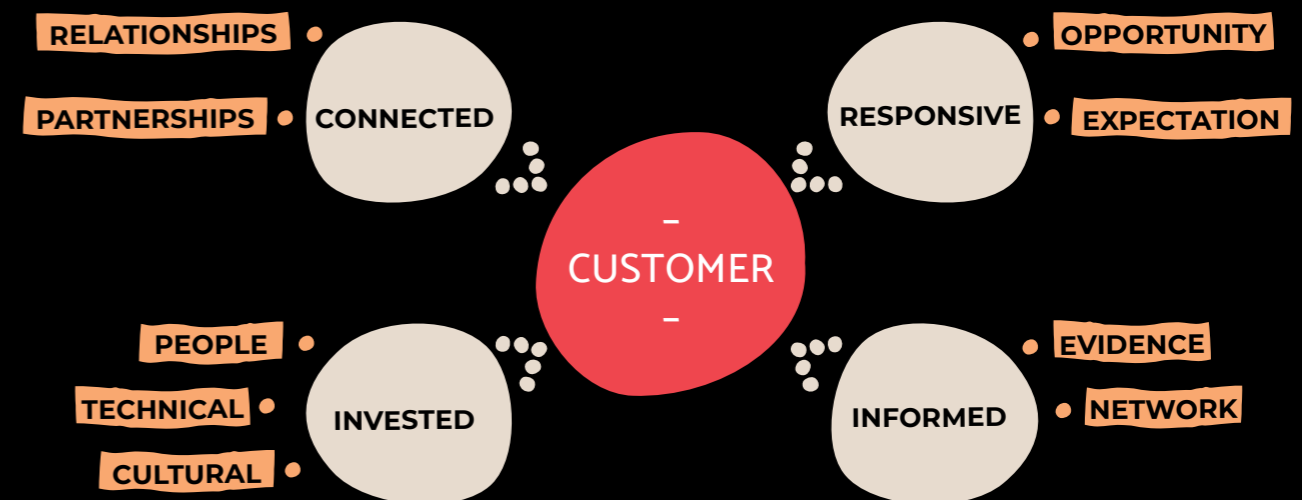 RELATIONSHIPS
PARTNERSHIPS
CONNECTED
OPPORTUNITY
EXPECTATION
RESPONSIVE
–
CUSTOMER
–
PEOPLE
TECHNICAL
CULTURAL
INVESTED
EVIDENCE
NETWORK
INFORMED